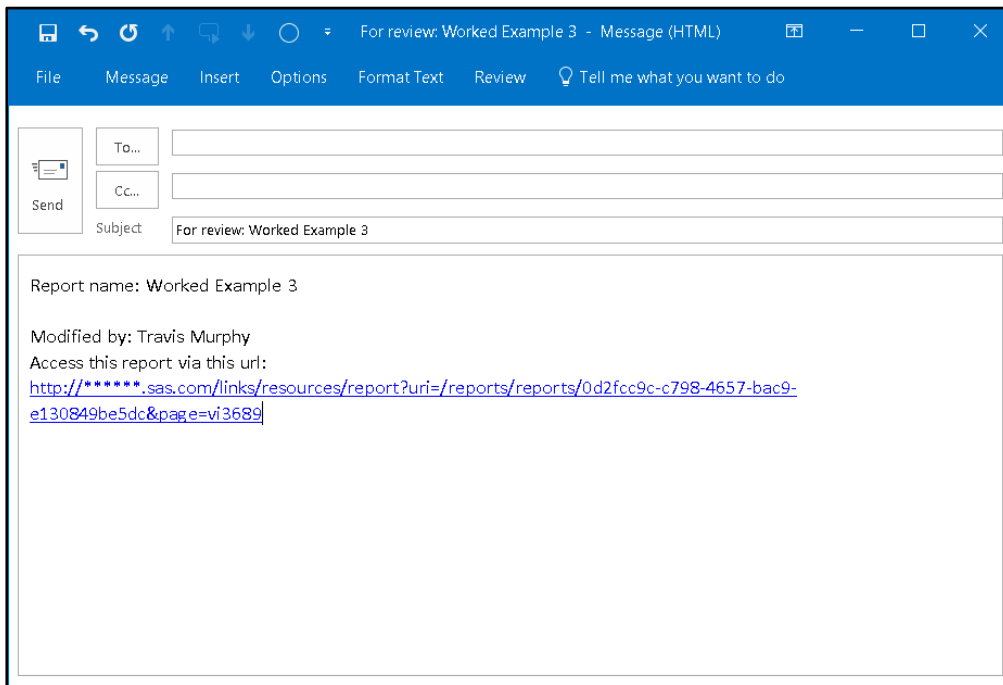 For review: Worked Example 3 - Message (HTML)
File Message Insert Options Format Text Review Tell me what you want to do
To...
Cc...
Send
Subject For review: Worked Example 3
Report name: Worked Example 3
Modified by: Travis Murphy
Access this report via this url:
http://******.sas.com/links/resources/report?uri=/reports/reports/0d2fcc9c-c798-4657-bac9-
e130849be5dc&page=vi3689